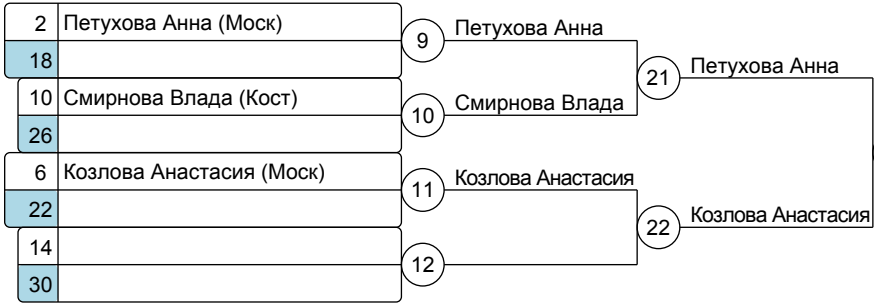 2 Петухова Анна (Моск)
18
10 Смирнова Влада (Кост)
26
6 Козлова Анастасия (Моск)
22
14
30
9 Петухова Анна
10 Смирнова Влада
11 Козлова Анастасия
12
21 Петухова Анна
22 Козлова Анастасия